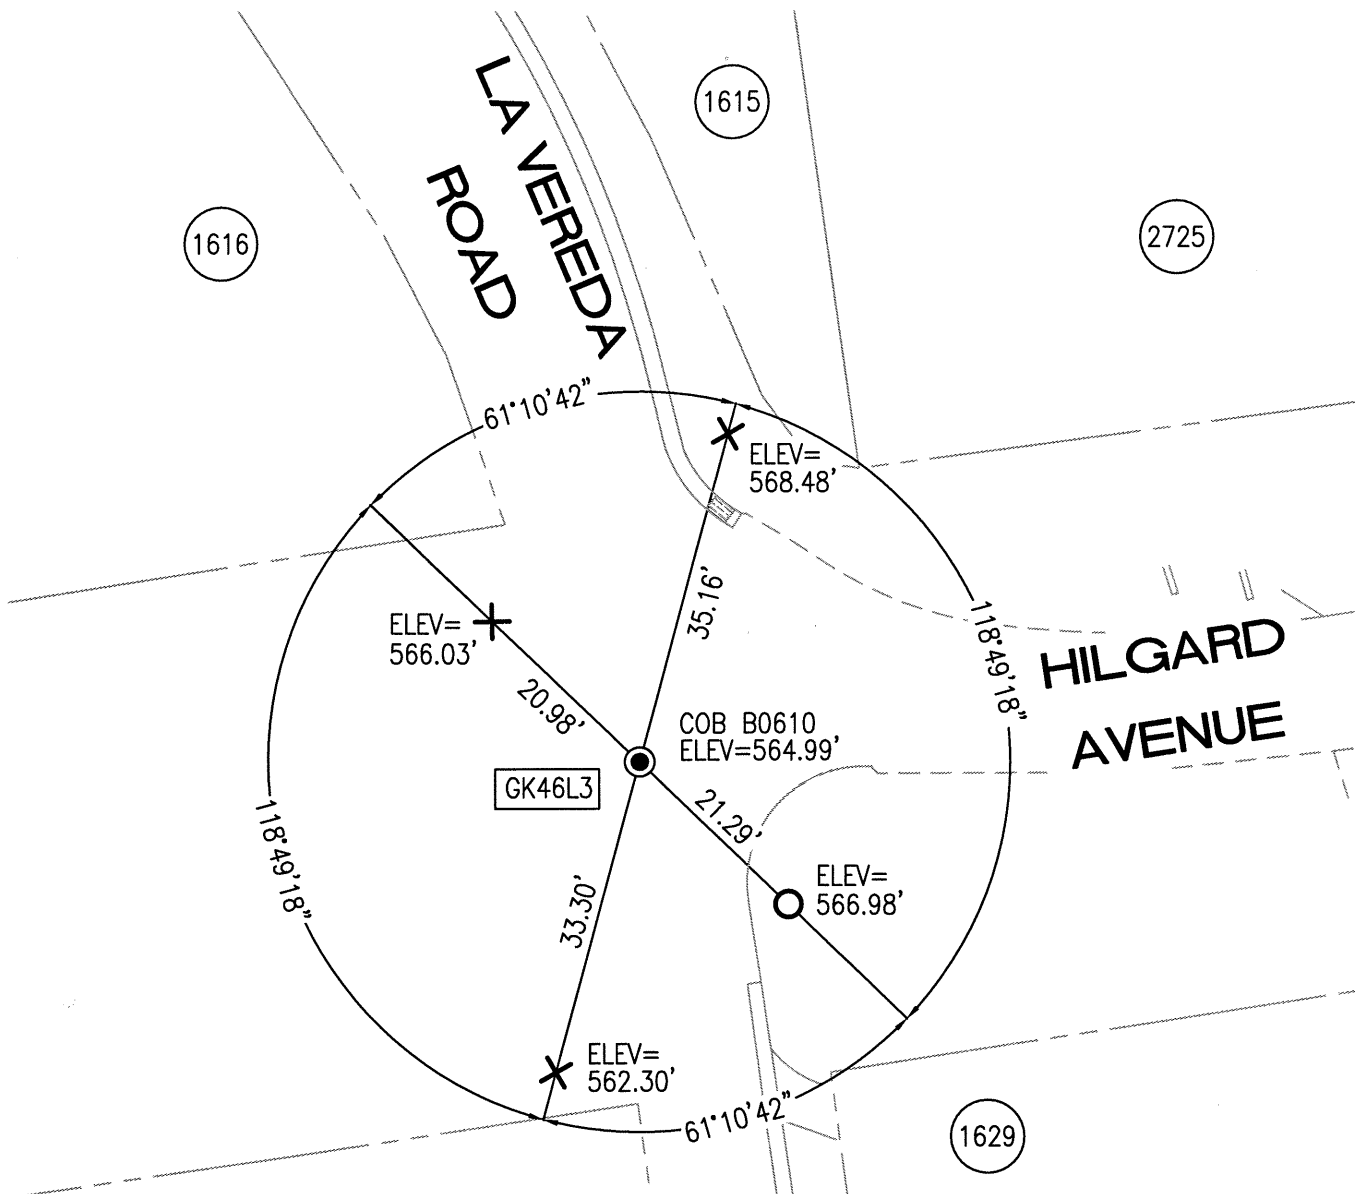 LA VEREDA
ROAD
1615
1616
2725
61°10'42"
ELEV=
568.48'
ELEV=
566.03'
35.16'
20.98'
118°49'18"
HILGARD
AVENUE
COB B0610
ELEV=564.99'
GK46L3
21.29'
118°49'18"
ELEV=
566.98'
33.30'
ELEV=
562.30'
61°10'42"
1629